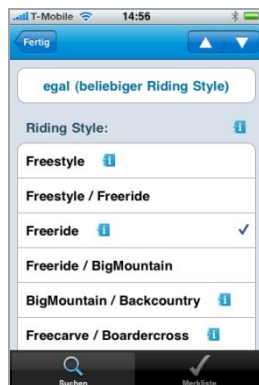 T-Mobile 14:56
Fertig
egal (beliebiger Riding Style)
Riding Style:
Freestyle
Freestyle / Freeride
Freeride
Freeride / BigMountain
BigMountain / Backcountry
Freecarve / Boardercross
Suchen Merkliste